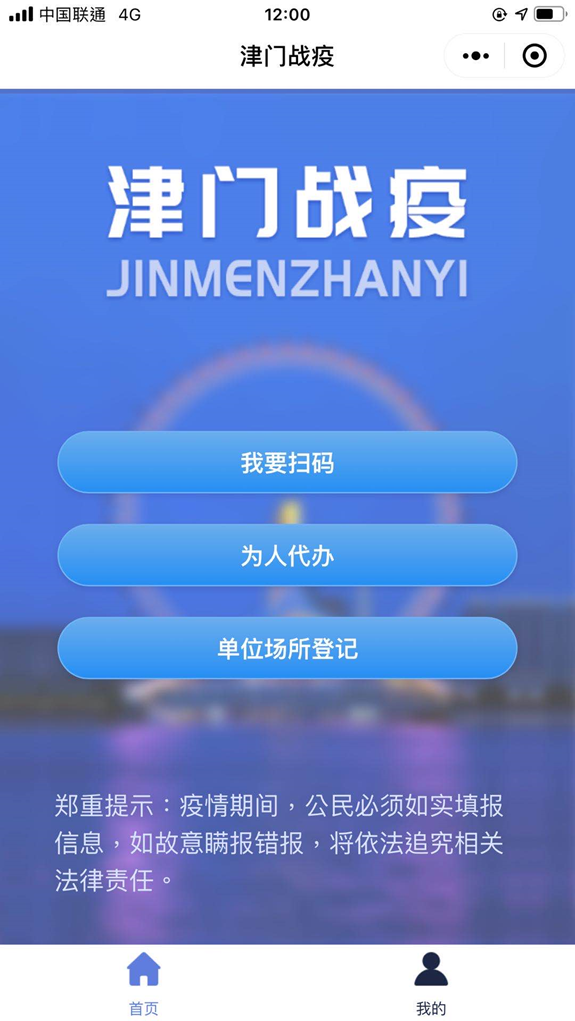 中国联通 4G 12:00
津门战疫
津门战疫
JINMENZHANYI
我要扫码
为人代办
单位场所登记
郑重提示：疫情期间，公民必须如实填报
信息，如故意瞒报错报，将依法追究相关
法律责任。
首页 我的